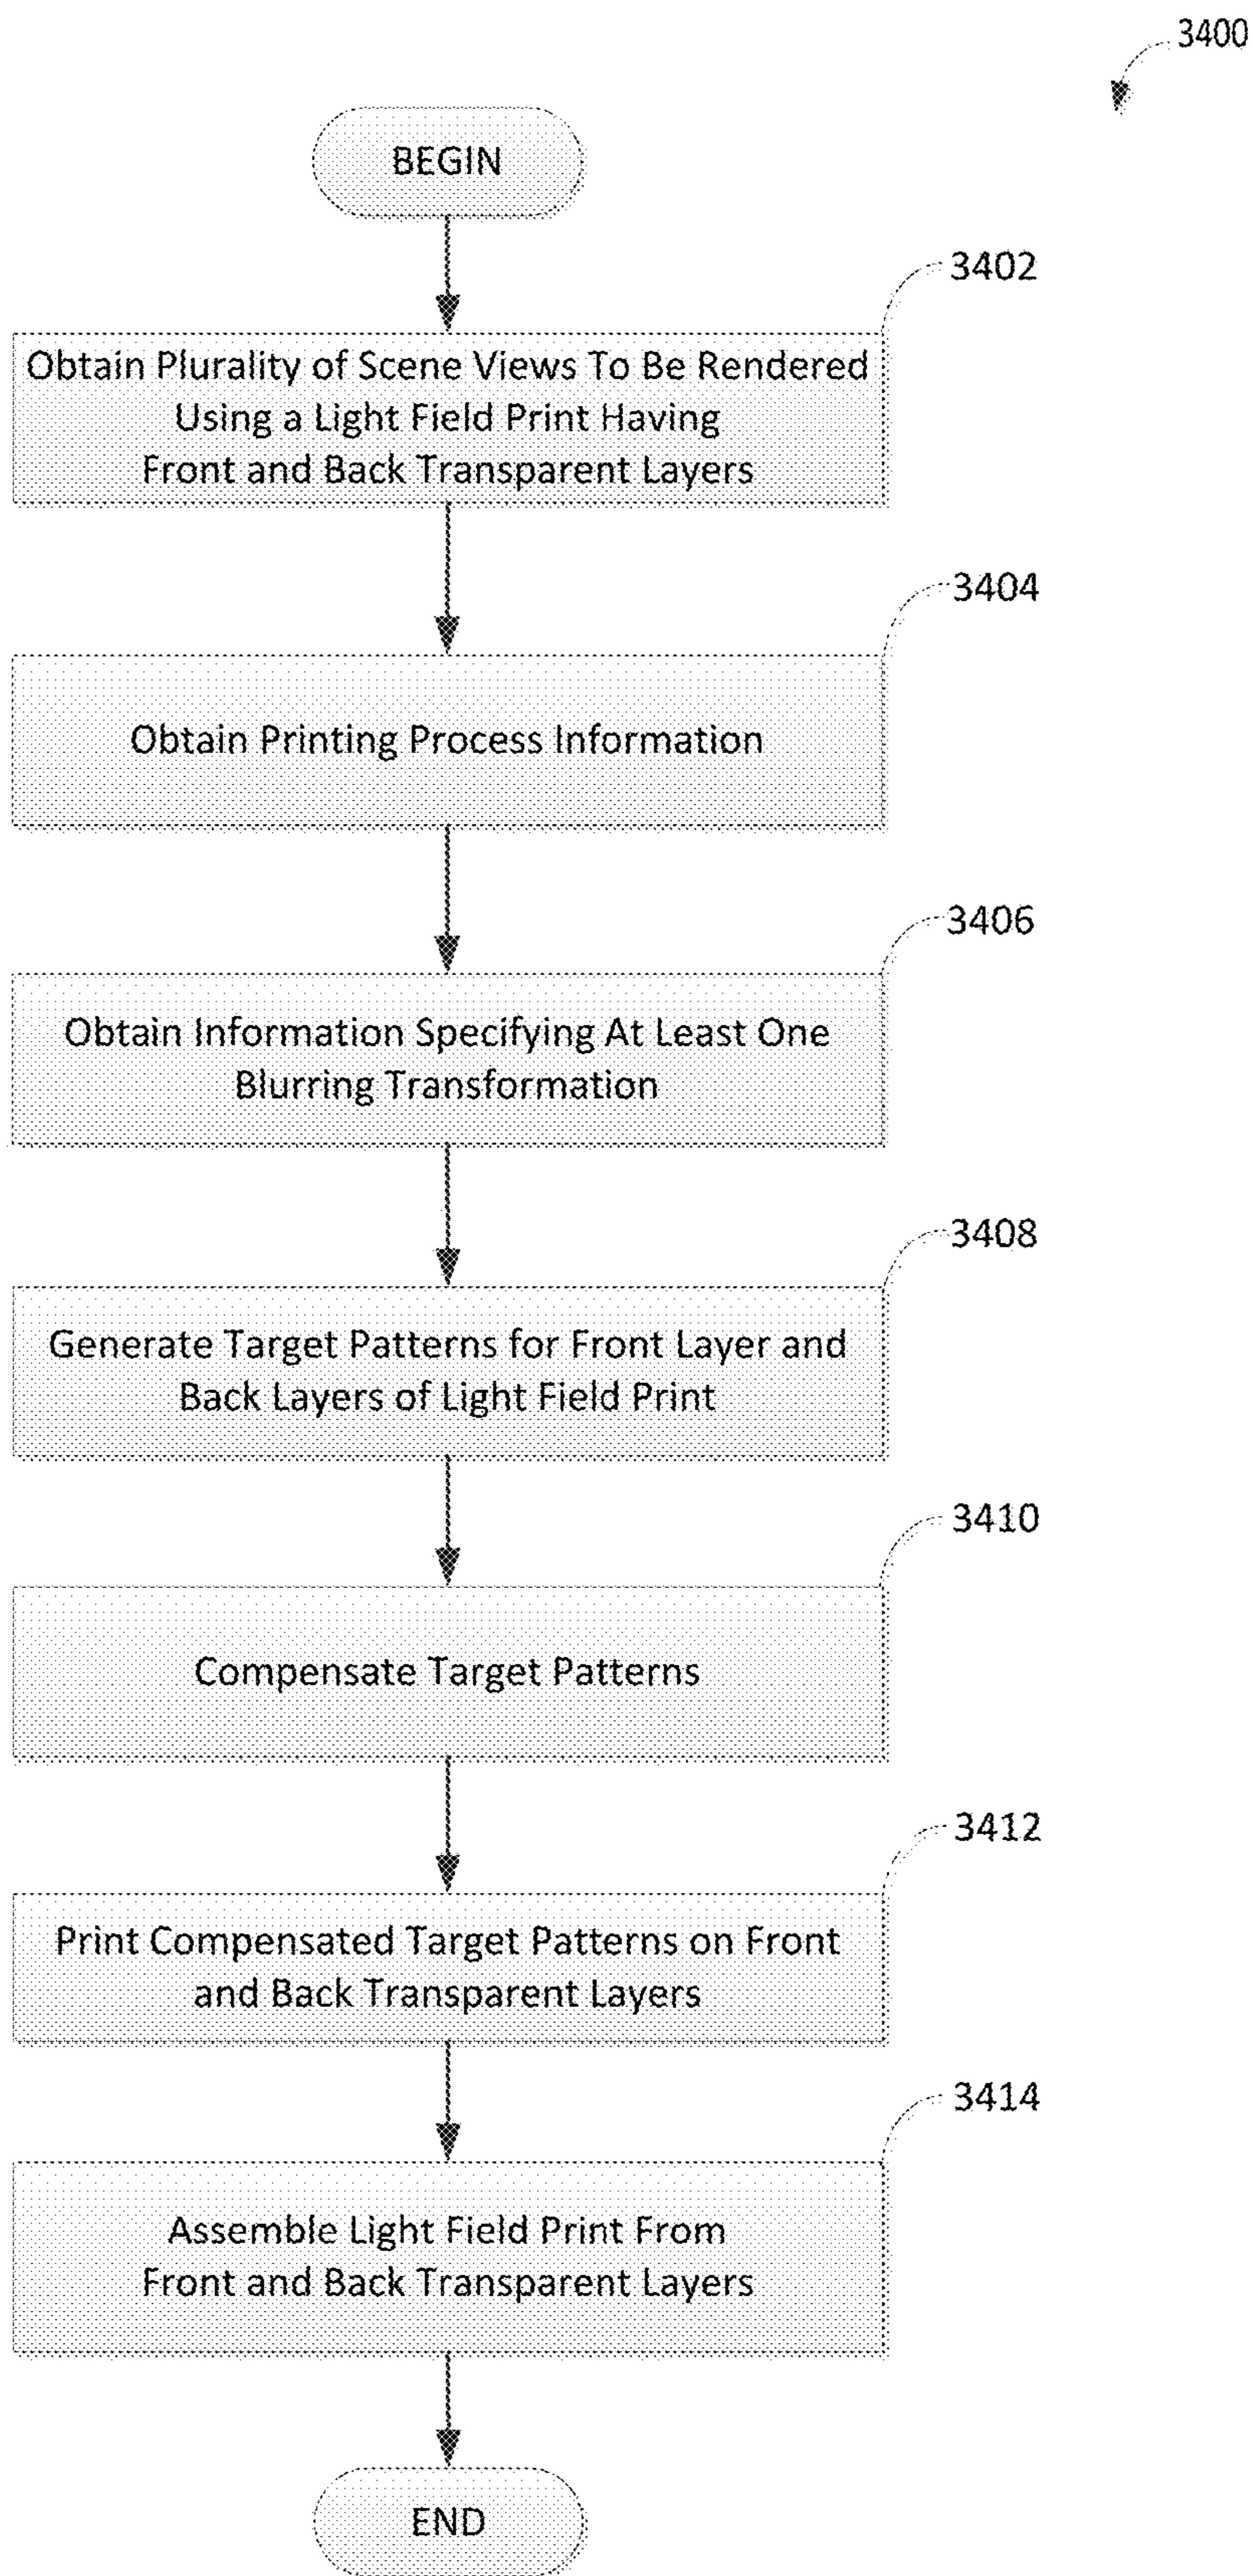 3400
BEGIN
3402
Obtain Plurality of Scene Views To Be Rendered
Using a Light Field Print Having
Front and Back Transparent Layers
3404
Obtain Printing Process Information
3406
Obtain Information Specifying At Least One
Blurring Transformation
3408
Generate Target Patterns for Front Layer and
Back Layers of Light Field Print
3410
Compensate Target Patterns
3412
Print Compensated Target Patterns on Front
and Back Transparent Layers
3414
Assemble Light Field Print From
Front and Back Transparent Layers
END